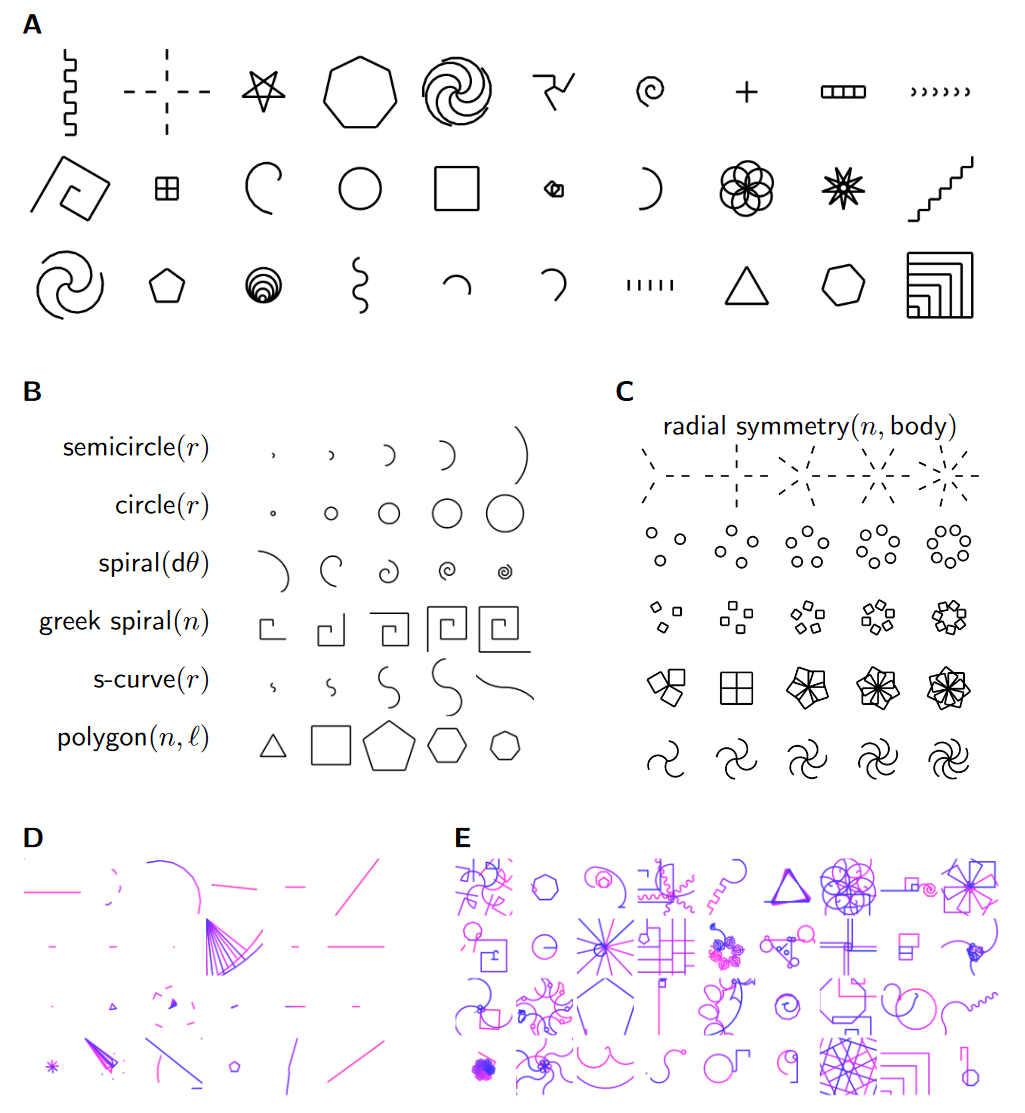 A
B
semicircle(r)
circle(r)
spiral(dθ)
greek spiral(n)
s-curve(r)
polygon(n, ℓ)
C
radial symmetry(n, body)
D
E